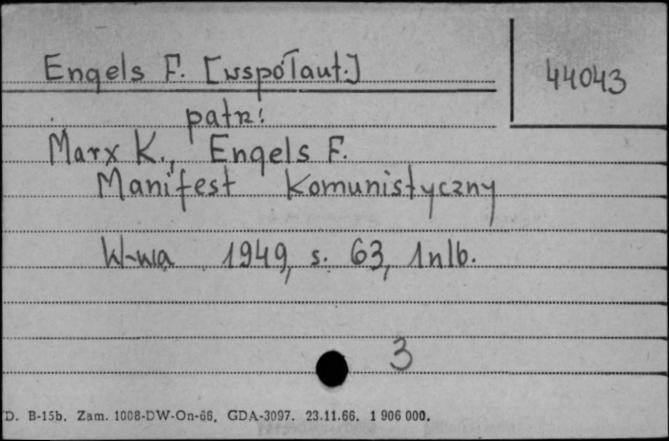 Engels F. [współaut.]
44043
patrz:
Marx K., Engels F.
Manifest Komunistyczny
W-wa 1949, s. 63, 1nlb.
3
D. B-15b. Zam. 1008-DW-On-66. GDA-3097. 23.11.66. 1 906 000.